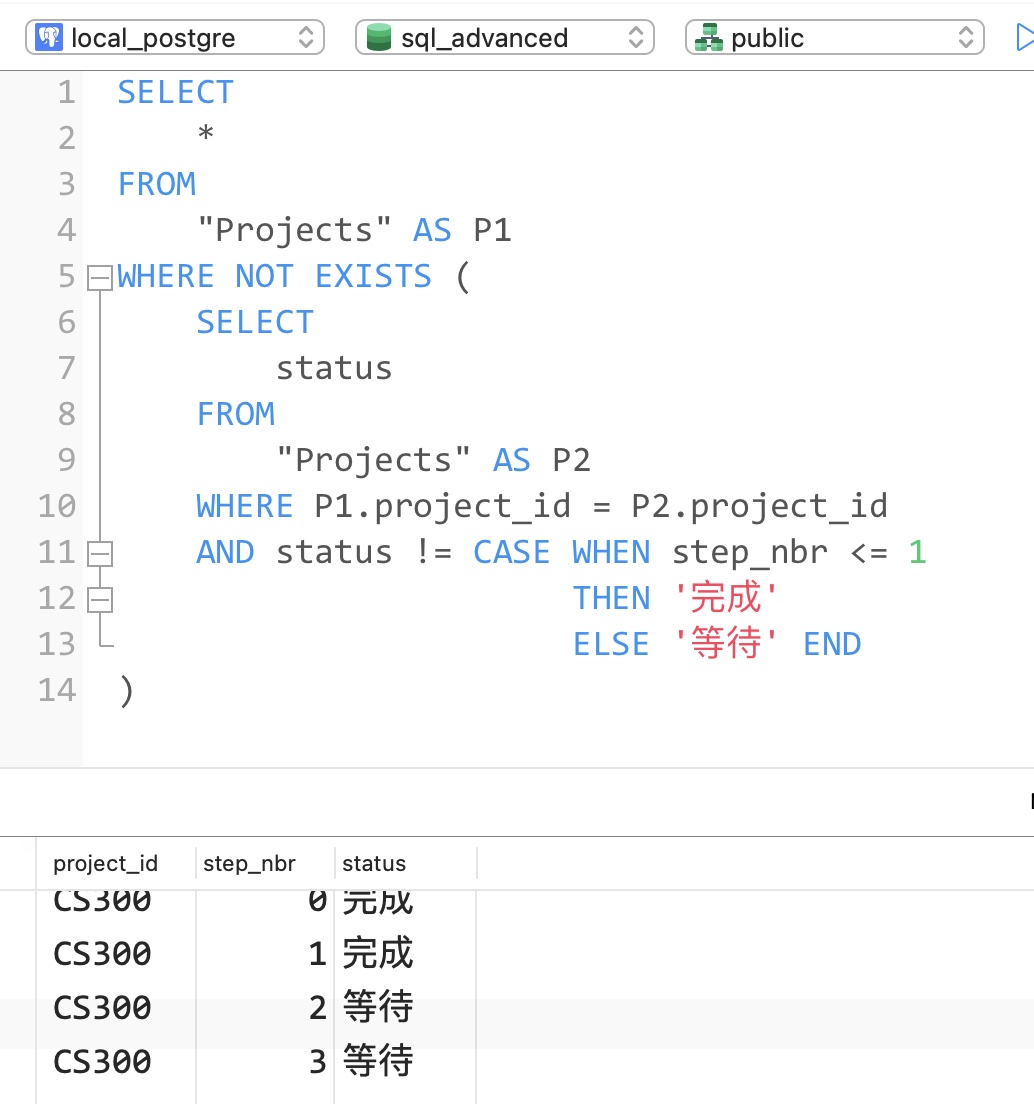 local_postgre sql_advanced public
1 SELECT
2 *
3 FROM
4 "Projects" AS P1
5 WHERE NOT EXISTS (
6 SELECT
7 status
8 FROM
9 "Projects" AS P2
10 WHERE P1.project_id = P2.project_id
11 AND status != CASE WHEN step_nbr <= 1
12 THEN '完成'
13 ELSE '等待' END
14 )
project_id step_nbr status
CS300 0 完成
CS300 1 完成
CS300 2 等待
CS300 3 等待